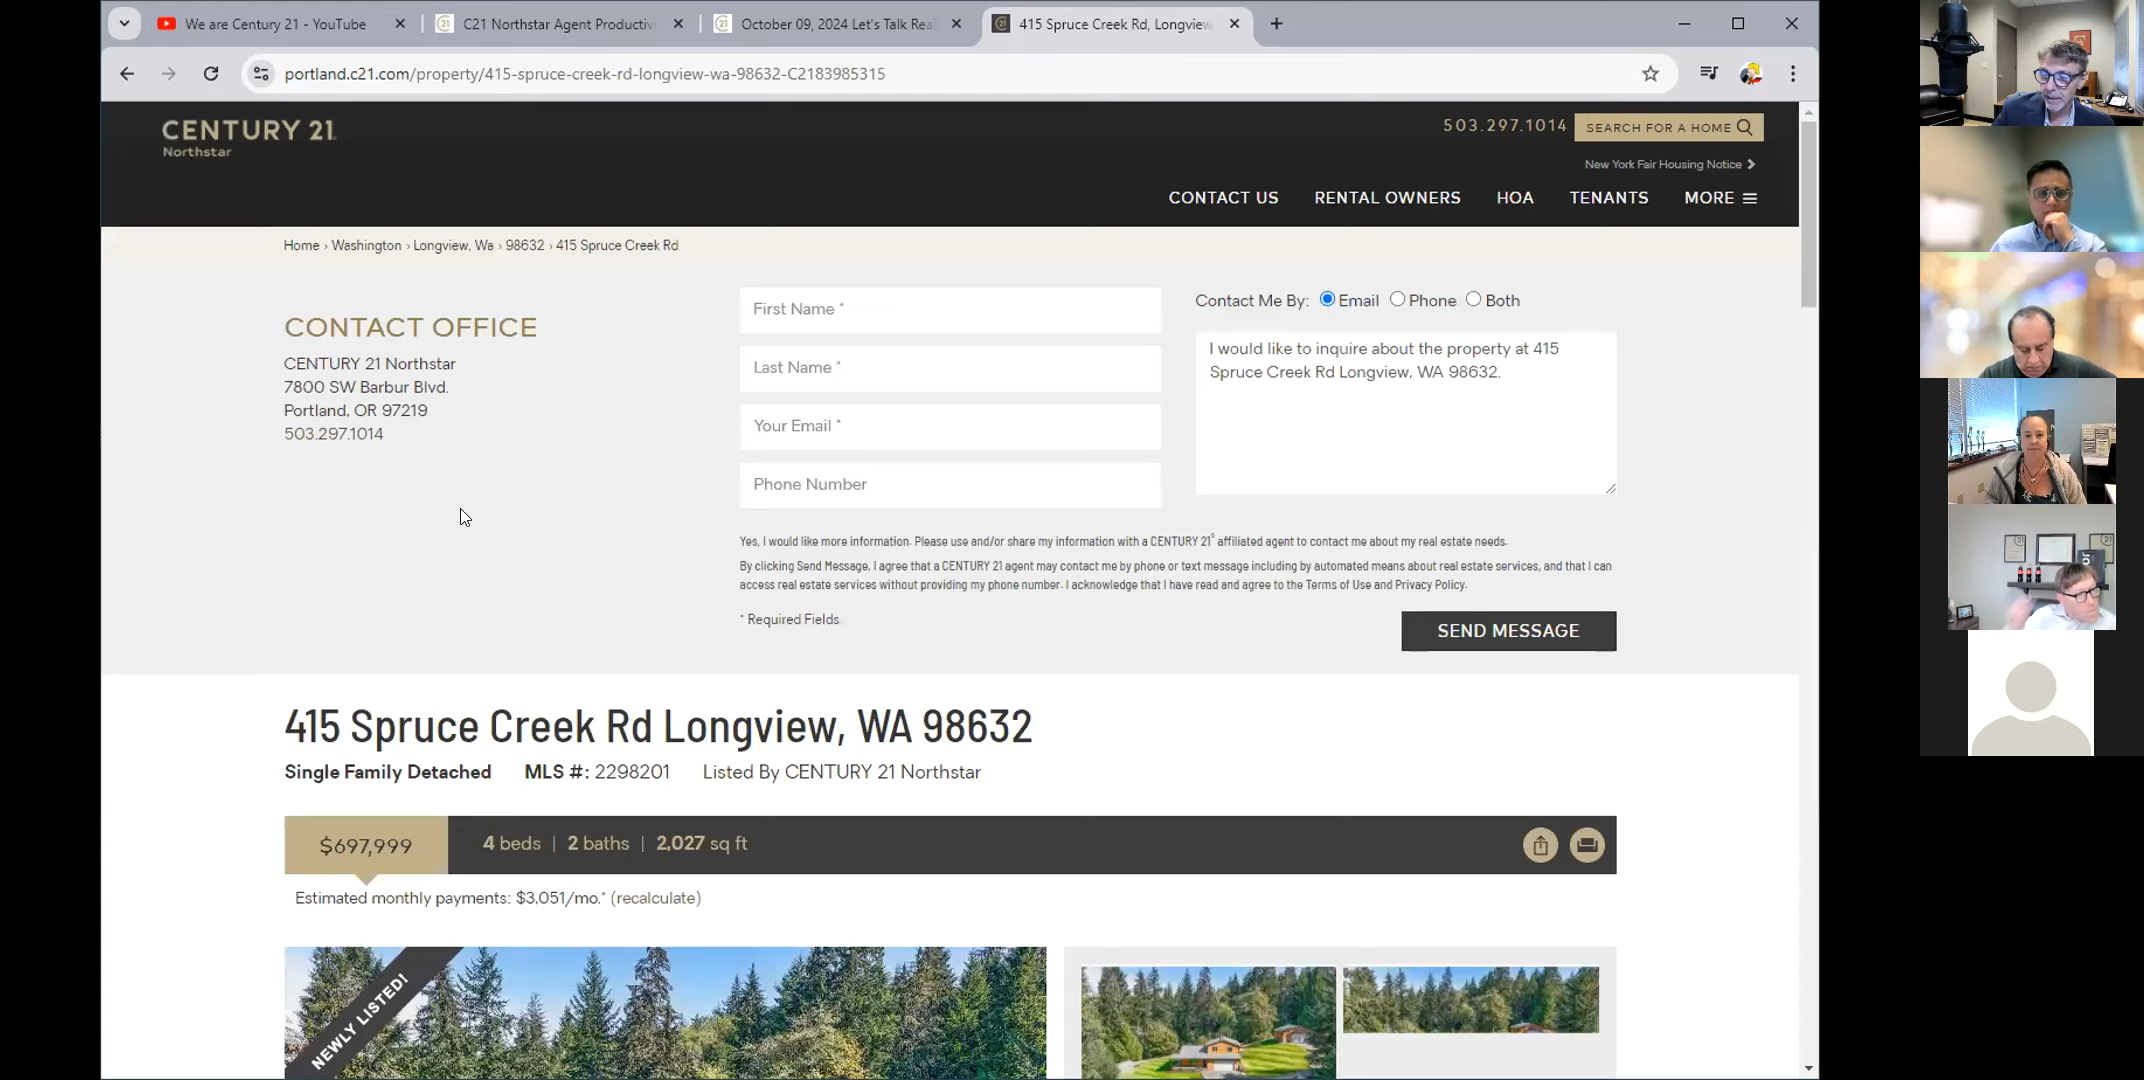 We are Century 21 - YouTube
C21 Northstar Agent Productivi
October 09, 2024 Let's Talk Rea
415 Spruce Creek Rd, Longview,
portland.c21.com/property/415-spruce-creek-rd-longview-wa-98632-C2183985315
CENTURY 21
Northstar
503.297.1014
SEARCH FOR A HOME
New York Fair Housing Notice
CONTACT US
RENTAL OWNERS
HOA
TENANTS
MORE
Home › Washington › Longview, Wa › 98632 › 415 Spruce Creek Rd
CONTACT OFFICE
CENTURY 21 Northstar
7800 SW Barbur Blvd.
Portland, OR 97219
503.297.1014
First Name *
Last Name *
Your Email *
Phone Number
Contact Me By: Email Phone Both
I would like to inquire about the property at 415
Spruce Creek Rd Longview, WA 98632.
Yes, I would like more information. Please use and/or share my information with a CENTURY 21® affiliated agent to contact me about my real estate needs.
By clicking Send Message, I agree that a CENTURY 21 agent may contact me by phone or text message including by automated means about real estate services, and that I can
access real estate services without providing my phone number. I acknowledge that I have read and agree to the Terms of Use and Privacy Policy.
* Required Fields
SEND MESSAGE
415 Spruce Creek Rd Longview, WA 98632
Single Family Detached MLS #: 2298201 Listed By CENTURY 21 Northstar
$697,999
4 beds | 2 baths | 2,027 sq ft
Estimated monthly payments: $3,051/mo.* (recalculate)
NEWLY LISTED!